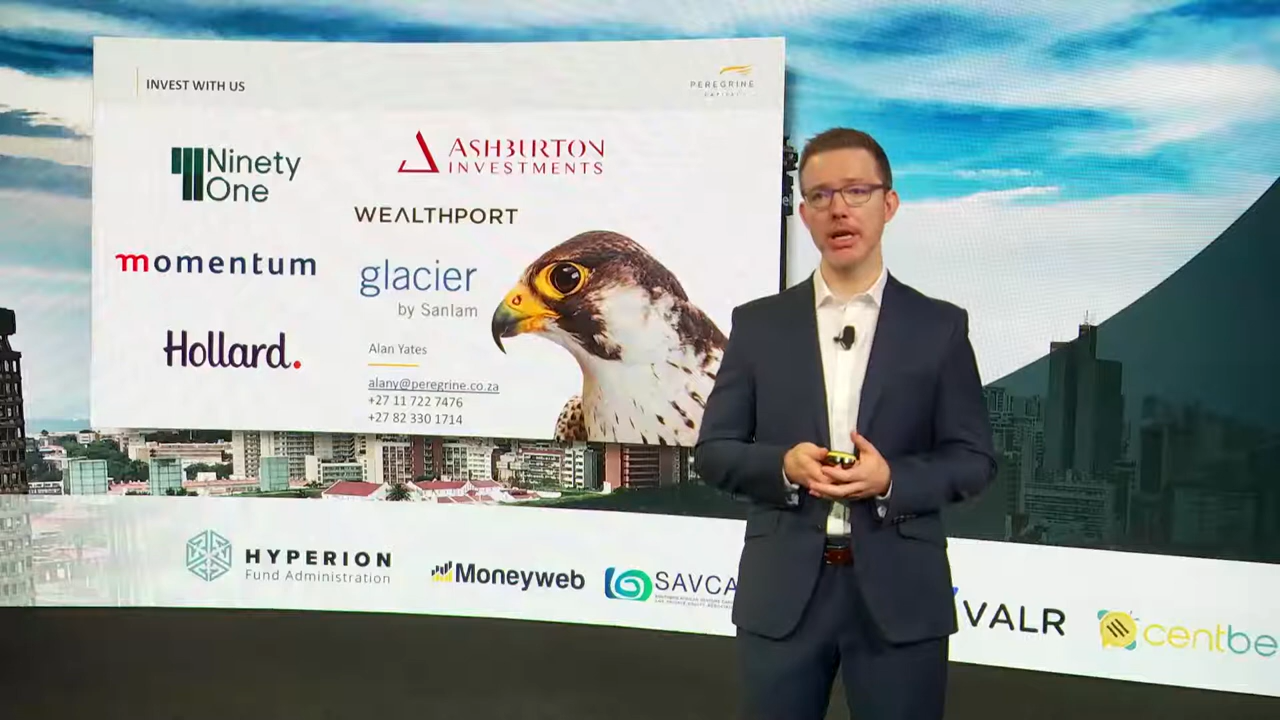 INVEST WITH US
PEREGRINE
CAPITAL
Ninety
One
ASHBURTON
INVESTMENTS
WEALTHPORT
momentum
glacier
by Sanlam
Hollard.
Alan Yates
alany@peregrine.co.za
+27 11 722 7476
+27 82 330 1714
HYPERION
Fund Administration
Moneyweb
SAVCA
VALR
centbe